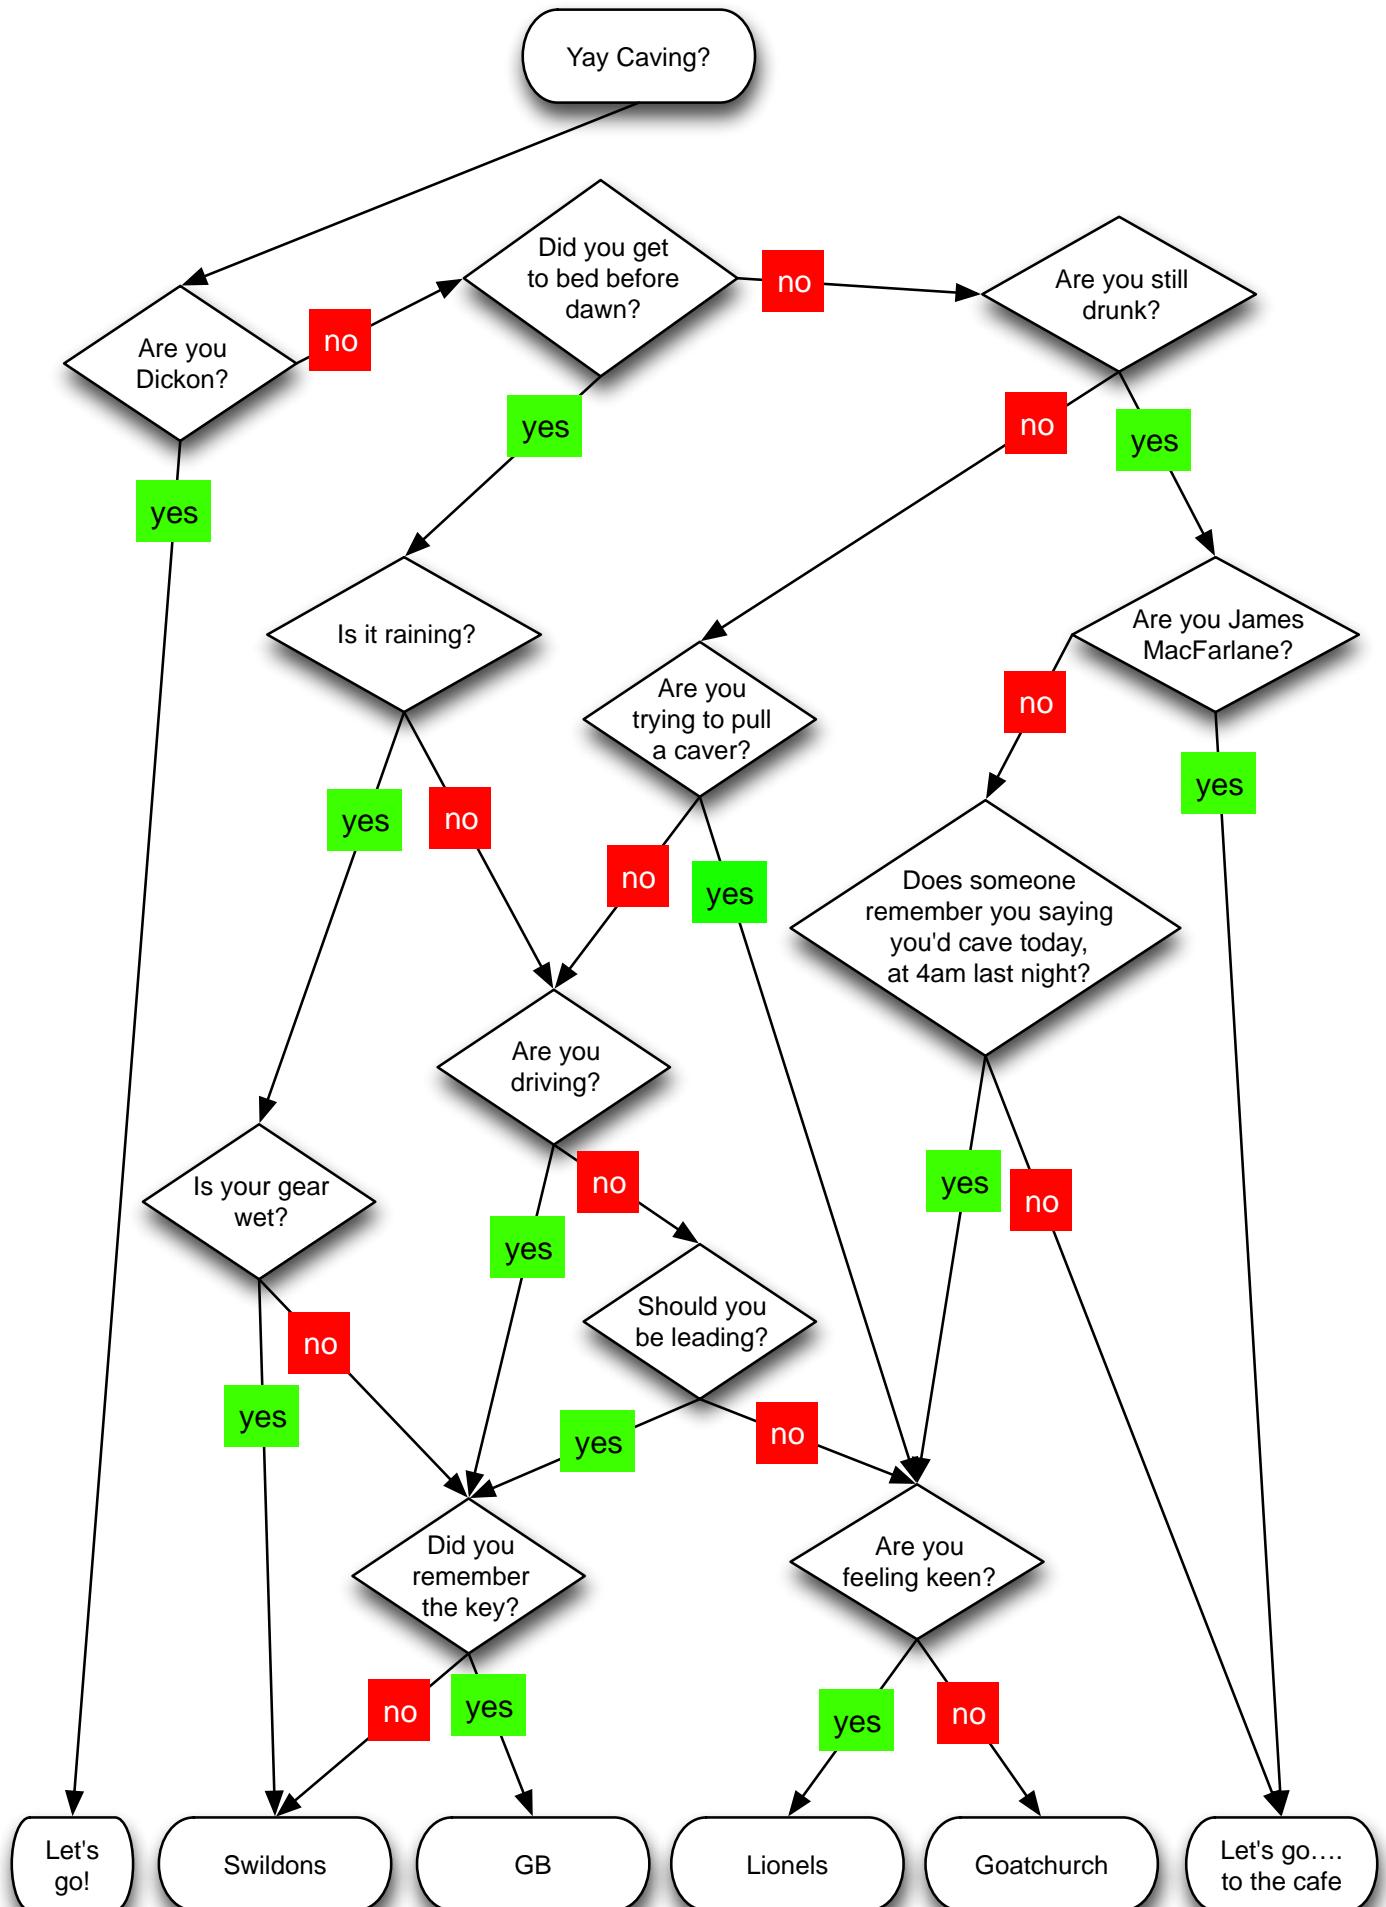 Yay Caving?
Did you get
to bed before
dawn?
no
Are you still
drunk?
Are you
Dickon?
no
yes
no
yes
yes
Is it raining?
Are you James
MacFarlane?
Are you
trying to pull
a caver?
no
yes
yes
no
no
yes
Does someone
remember you saying
you'd cave today,
at 4am last night?
Are you
driving?
Is your gear
wet?
no
yes
no
yes
Should you
be leading?
no
yes
yes
no
Did you
remember
the key?
Are you
feeling keen?
no
yes
yes
no
Let's
go!
Swildons
GB
Lionels
Goatchurch
Let's go....
to the cafe